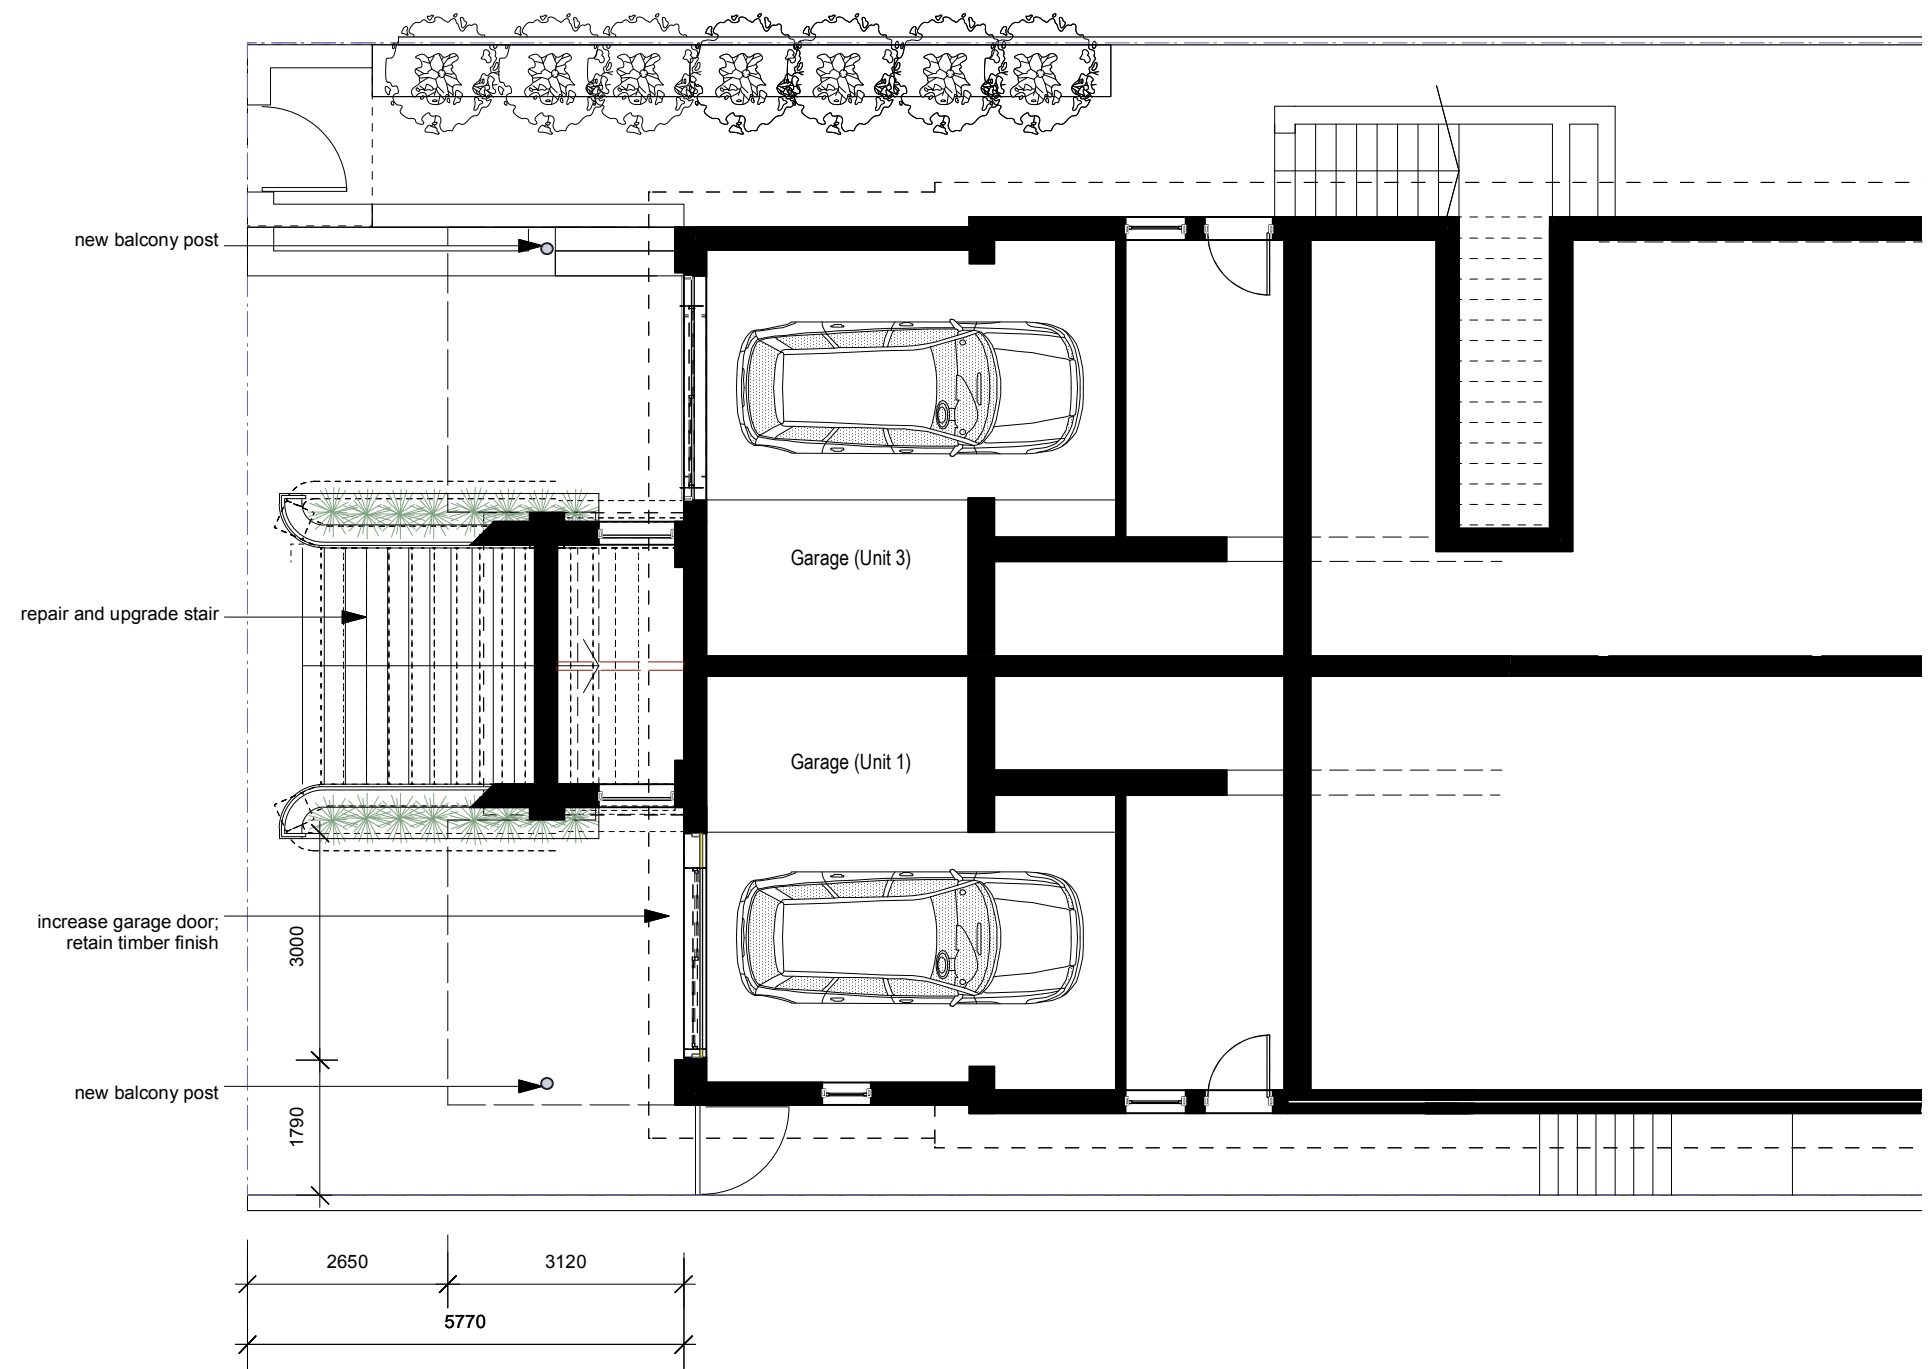 new balcony post
Garage (Unit 3)
repair and upgrade stair
Garage (Unit 1)
increase garage door;
retain timber finish
3000
new balcony post
1790
2650
3120
5770